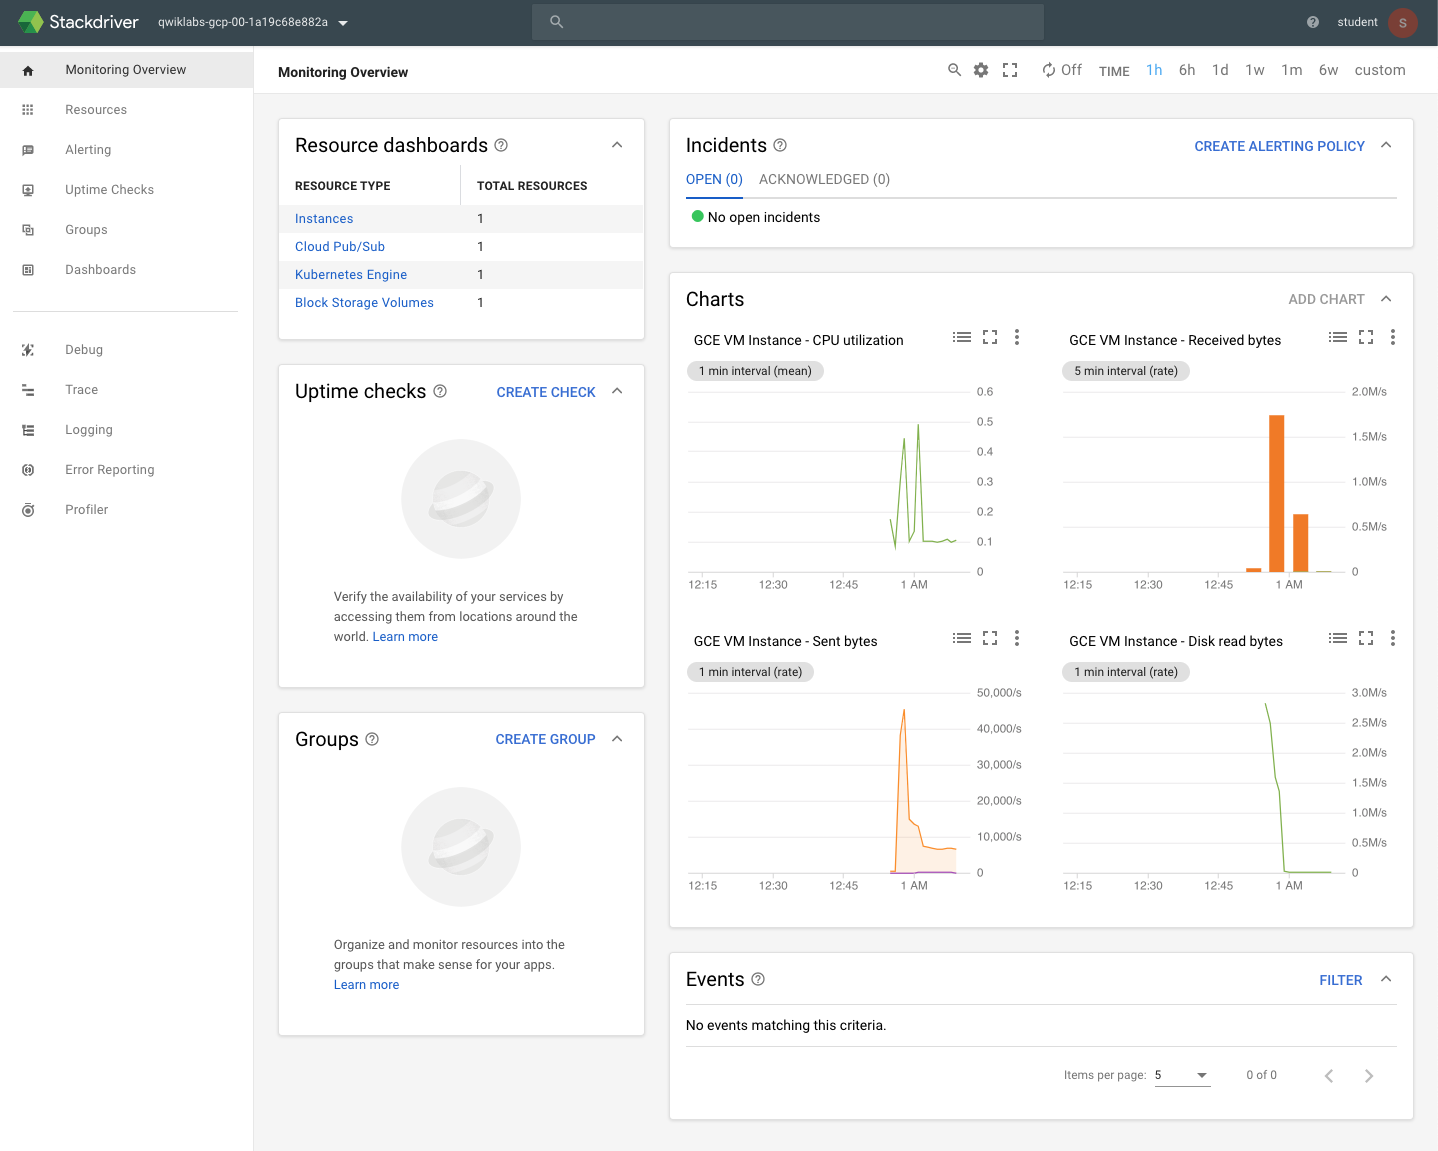 Stackdriver
qwiklabs-gcp-00-1a19c68e882a
student
S
Monitoring Overview
Resources
Alerting
Uptime Checks
Groups
Dashboards
Debug
Trace
Logging
Error Reporting
Profiler
Monitoring Overview
Off TIME 1h 6h 1d 1w 1m 6w custom
Resource dashboards
RESOURCE TYPE TOTAL RESOURCES
Instances 1
Cloud Pub/Sub 1
Kubernetes Engine 1
Block Storage Volumes 1
Uptime checks CREATE CHECK
Verify the availability of your services by
accessing them from locations around the
world. Learn more
Groups CREATE GROUP
Organize and monitor resources into the
groups that make sense for your apps.
Learn more
Incidents CREATE ALERTING POLICY
OPEN (0) ACKNOWLEDGED (0)
No open incidents
Charts ADD CHART
GCE VM Instance - CPU utilization
1 min interval (mean)
0.6
0.5
0.4
0.3
0.2
0.1
0
12:15 12:30 12:45 1 AM
GCE VM Instance - Received bytes
5 min interval (rate)
2.0M/s
1.5M/s
1.0M/s
0.5M/s
0
12:15 12:30 12:45 1 AM
GCE VM Instance - Sent bytes
1 min interval (rate)
50,000/s
40,000/s
30,000/s
20,000/s
10,000/s
0
12:15 12:30 12:45 1 AM
GCE VM Instance - Disk read bytes
1 min interval (rate)
3.0M/s
2.5M/s
2.0M/s
1.5M/s
1.0M/s
0.5M/s
0
12:15 12:30 12:45 1 AM
Events FILTER
No events matching this criteria.
Items per page: 5 0 of 0